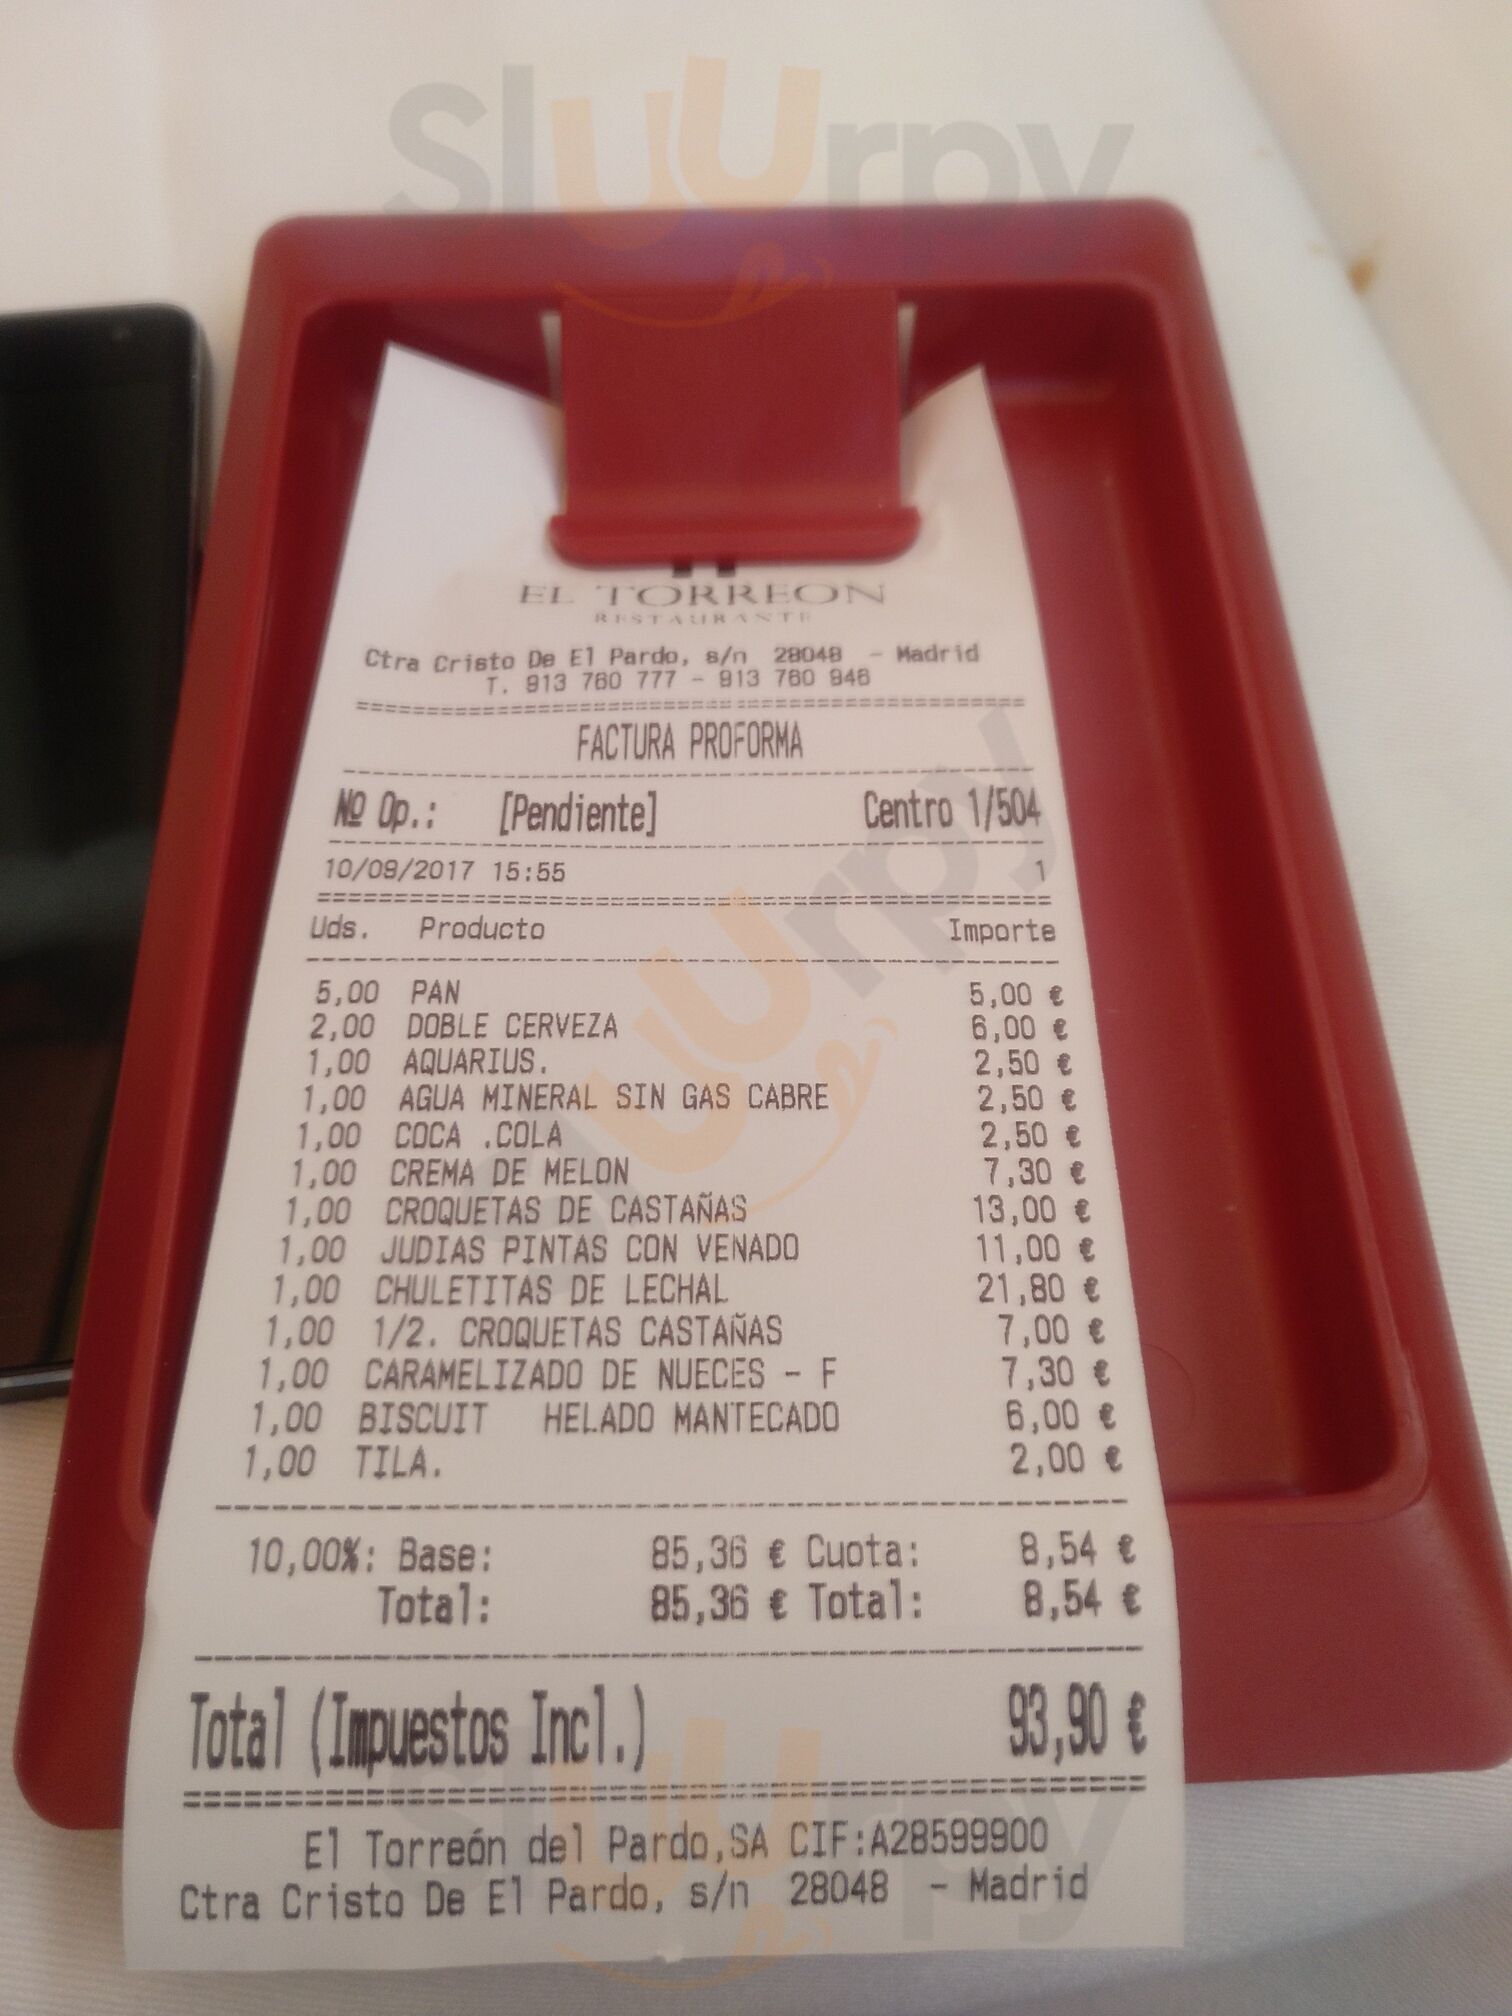 Sluurpy
EL TORREON
RESTAURANTE
Ctra Cristo De El Pardo, s/n 28048 - Madrid
T. 913 760 777 - 913 760 946
FACTURA PROFORMA
Nº Op.: [Pendiente] Centro 1/504
10/09/2017 15:55 1
Uds. Producto Importe
5,00 PAN 5,00 €
2,00 DOBLE CERVEZA 6,00 €
1,00 AQUARIUS. 2,50 €
1,00 AGUA MINERAL SIN GAS CABRE 2,50 €
1,00 COCA .COLA 2,50 €
1,00 CREMA DE MELON 7,30 €
1,00 CROQUETAS DE CASTAÑAS 13,00 €
1,00 JUDIAS PINTAS CON VENADO 11,00 €
1,00 CHULETITAS DE LECHAL 21,80 €
1,00 1/2. CROQUETAS CASTAÑAS 7,00 €
1,00 CARAMELIZADO DE NUECES - F 7,30 €
1,00 BISCUIT HELADO MANTECADO 6,00 €
1,00 TILA. 2,00 €
10,00%: Base: 85,36 € Cuota: 8,54 €
Total: 85,36 € Total: 8,54 €
Total (Impuestos Incl.) 93,90 €
El Torreón del Pardo,SA CIF:A28599900
Ctra Cristo De El Pardo, s/n 28048 - Madrid